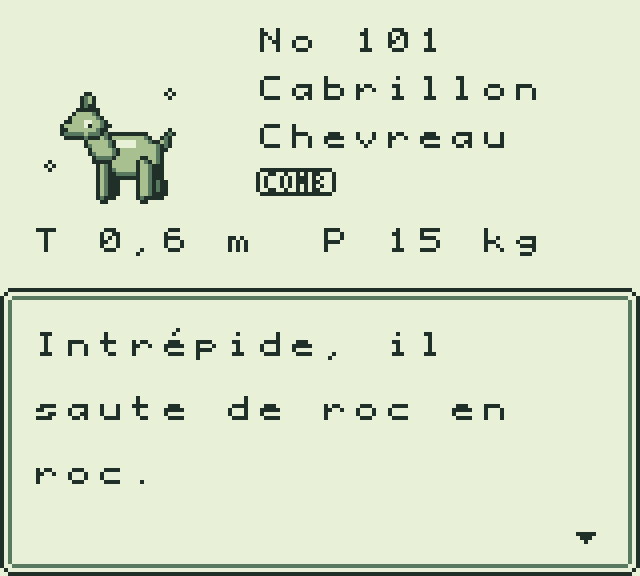 No 101
Cabrillon
Chevreau
COMB
T 0,6 m P 15 kg
Intrépide, il
saute de roc en
roc.